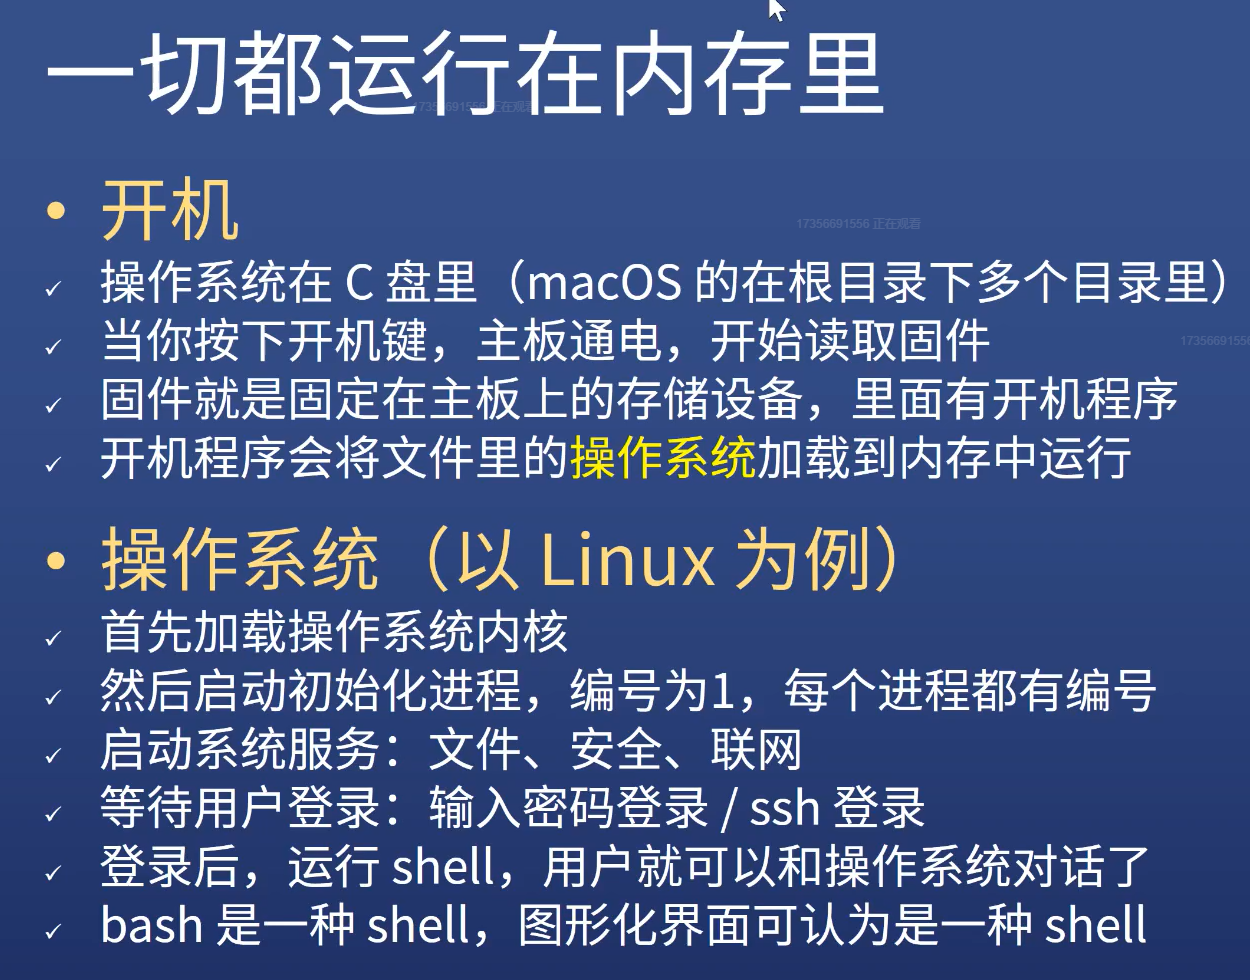 一切都运行在内存里
17356691556 正在观看
• 开机
17356691556 正在观看
✓ 操作系统在 C 盘里（macOS 的在根目录下多个目录里）
✓ 当你按下开机键，主板通电，开始读取固件
1735669155
✓ 固件就是固定在主板上的存储设备，里面有开机程序
✓ 开机程序会将文件里的操作系统加载到内存中运行
• 操作系统（以 Linux 为例）
✓ 首先加载操作系统内核
✓ 然后启动初始化进程，编号为1，每个进程都有编号
✓ 启动系统服务：文件、安全、联网
✓ 等待用户登录：输入密码登录 / ssh 登录
✓ 登录后，运行 shell，用户就可以和操作系统对话了
✓ bash 是一种 shell，图形化界面可认为是一种 shell